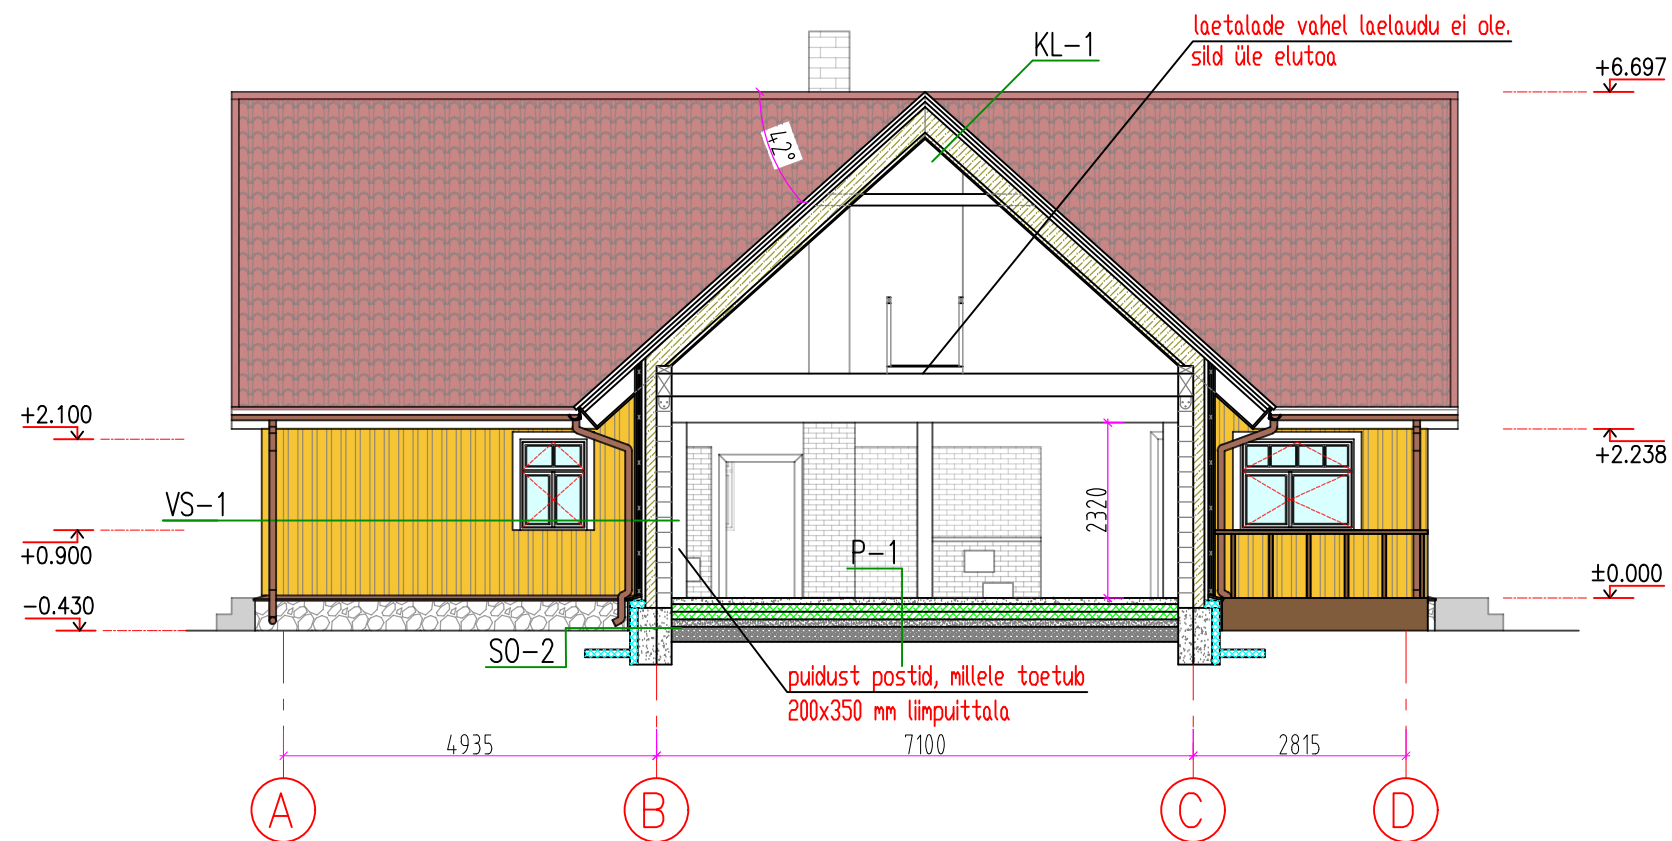 laetalade vahel laelaudu ei ole.
sild üle elutoa
KL-1
+6.697
42°
+2.100
+2.238
VS-1
2320
+0.900
P-1
±0.000
-0.430
SO-2
puidust postid, millele toetub
200x350 mm liimpuittala
4935
7100
2815
A
B
C
D